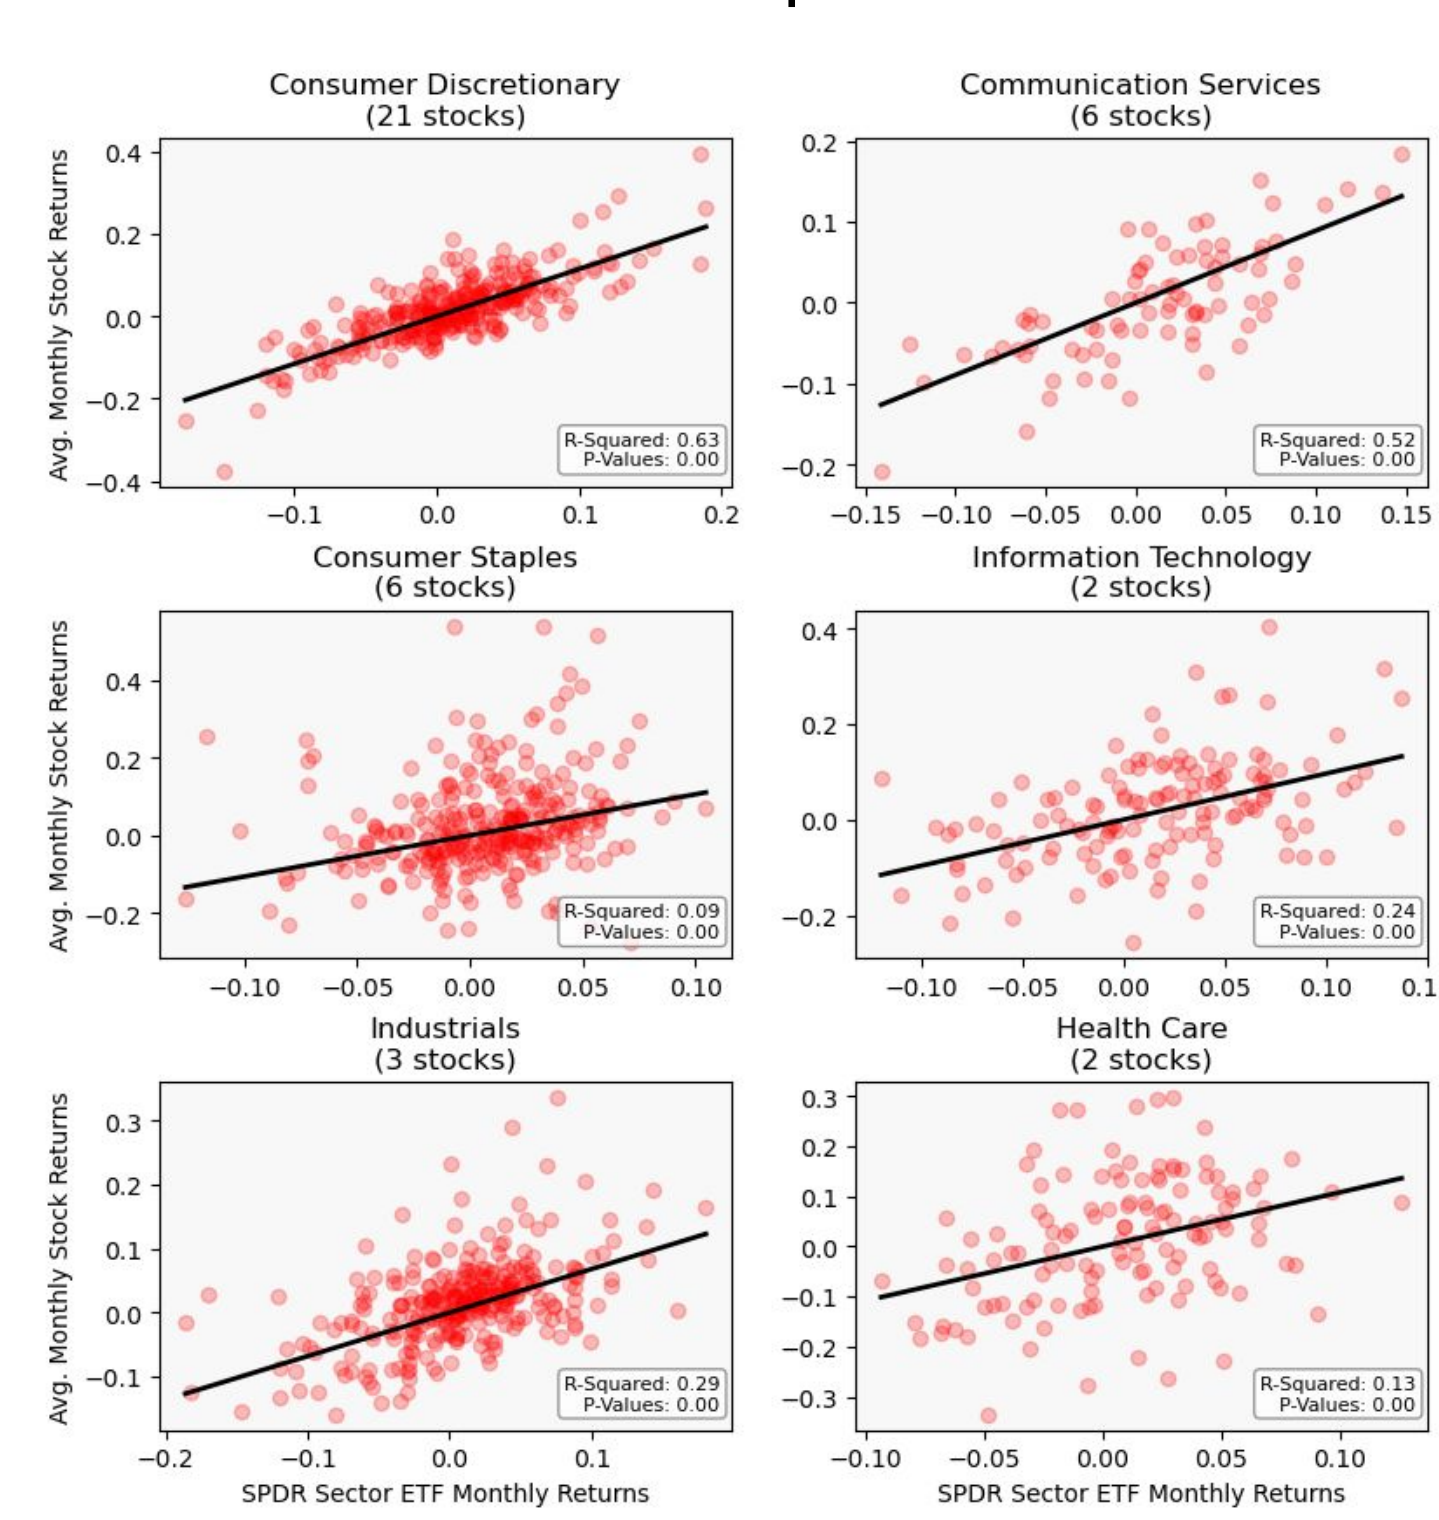 Consumer Discretionary
(21 stocks)
Avg. Monthly Stock Returns
0.4
0.2
0.0
−0.2
−0.4
R-Squared: 0.63
P-Values: 0.00
−0.1 0.0 0.1 0.2
Communication Services
(6 stocks)
0.2
0.1
0.0
−0.1
−0.2
R-Squared: 0.52
P-Values: 0.00
−0.15 −0.10 −0.05 0.00 0.05 0.10 0.15
Consumer Staples
(6 stocks)
Avg. Monthly Stock Returns
0.4
0.2
0.0
−0.2
R-Squared: 0.09
P-Values: 0.00
−0.10 −0.05 0.00 0.05 0.10
Information Technology
(2 stocks)
0.4
0.2
0.0
−0.2
R-Squared: 0.24
P-Values: 0.00
−0.10 −0.05 0.00 0.05 0.10 0.1
Industrials
(3 stocks)
Avg. Monthly Stock Returns
0.3
0.2
0.1
0.0
−0.1
R-Squared: 0.29
P-Values: 0.00
−0.2 −0.1 0.0 0.1
SPDR Sector ETF Monthly Returns
Health Care
(2 stocks)
0.3
0.2
0.1
0.0
−0.1
−0.2
−0.3
R-Squared: 0.13
P-Values: 0.00
−0.10 −0.05 0.00 0.05 0.10
SPDR Sector ETF Monthly Returns